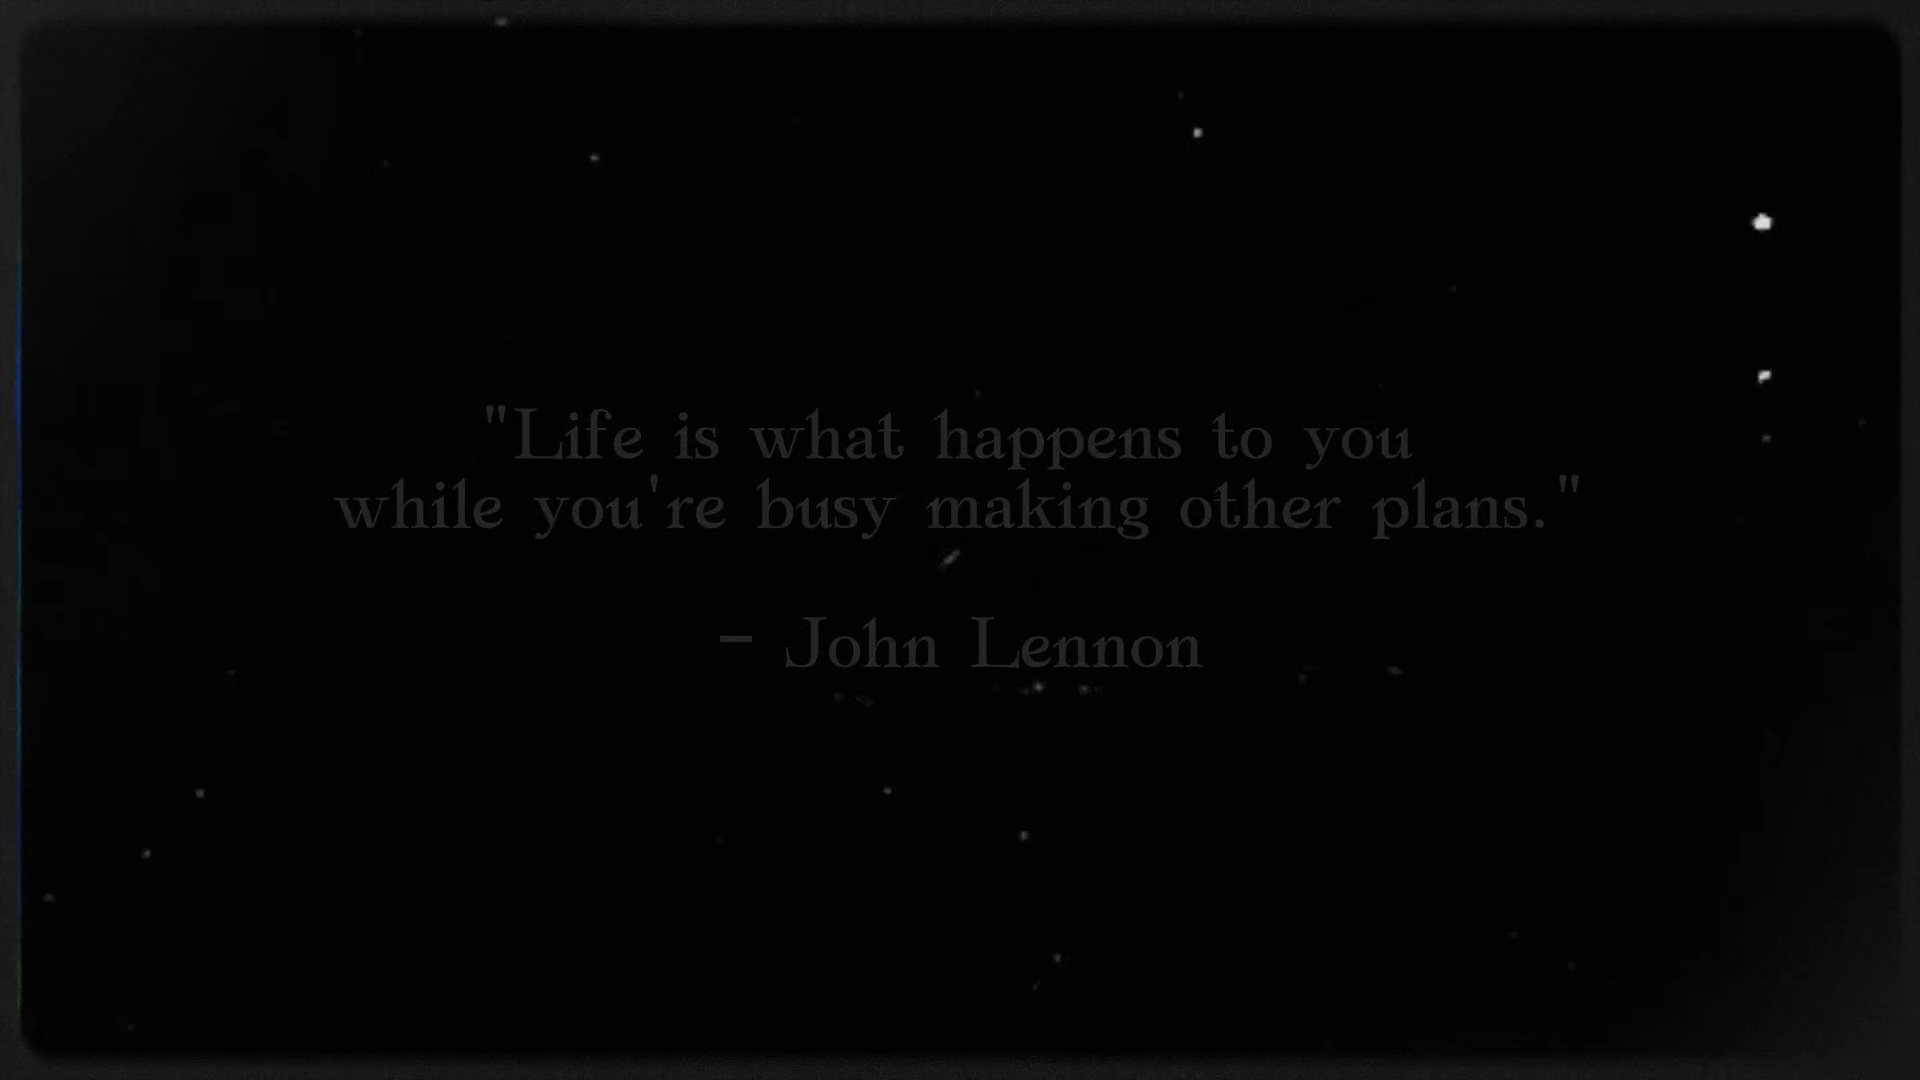 "Life is what happens to you
while you're busy making other plans."
- John Lennon